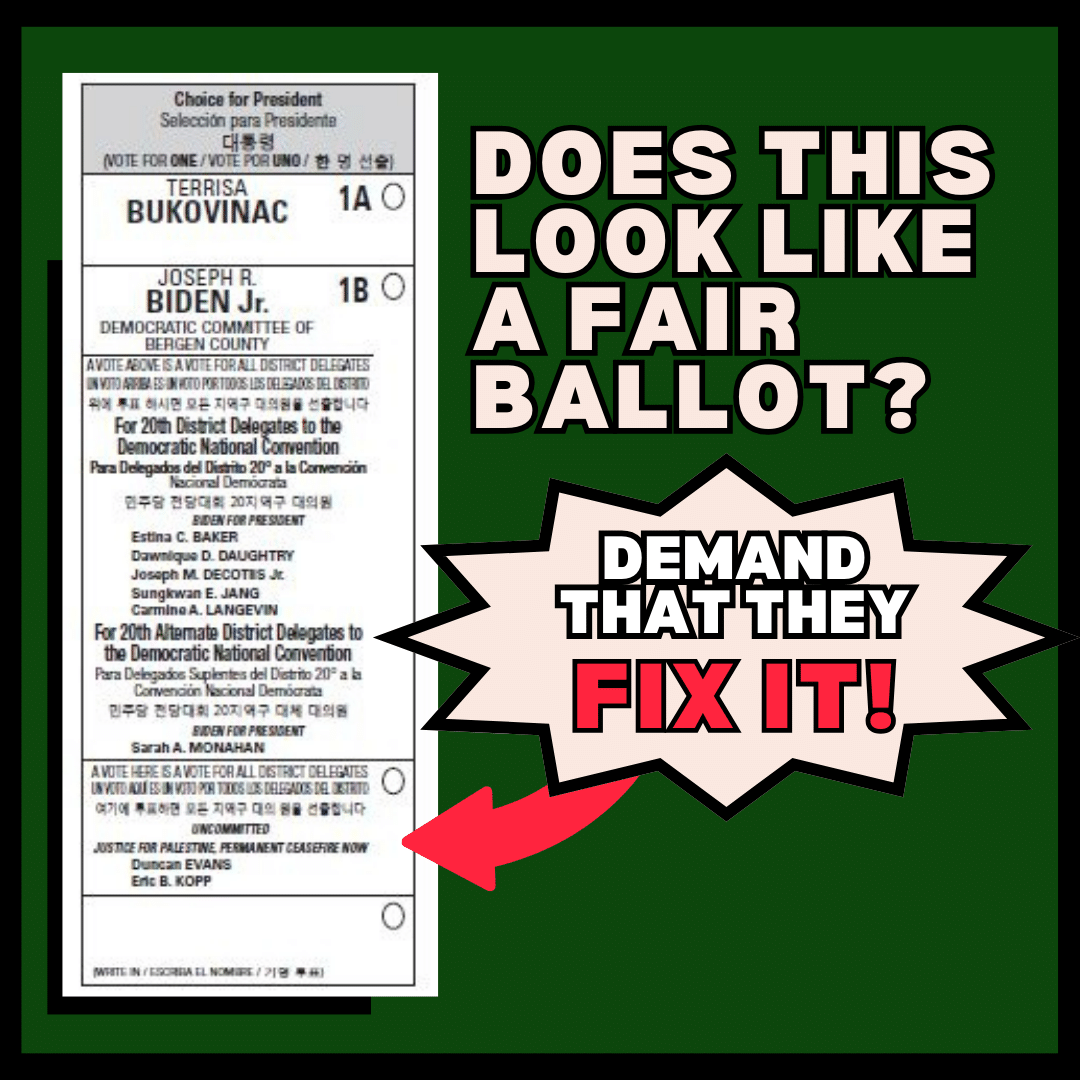 Choice for President
Selección para Presidente
대통령
(VOTE FOR ONE / VOTE POR UNO / 한 명 선출)
TERRISA
BUKOVINAC
1A
JOSEPH R.
BIDEN Jr.
1B
DEMOCRATIC COMMITTEE OF
BERGEN COUNTY
A VOTE ABOVE IS A VOTE FOR ALL DISTRICT DELEGATES
UN VOTO ARRIBA ES UN VOTO POR TODOS LOS DELEGADOS DEL DISTRITO
위에 투표 하시면 모든 지역구 대의원을 선출합니다
For 20th District Delegates to the
Democratic National Convention
Para Delegados del Distrito 20° a la Convención
Nacional Demócrata
민주당 전당대회 20지역구 대의원
BIDEN FOR PRESIDENT
Estina C. BAKER
Dawnique D. DAUGHTRY
Joseph M. DECOTIIS Jr.
Sungkwan E. JANG
Carmine A. LANGEVIN
For 20th Alternate District Delegates to
the Democratic National Convention
Para Delegados Suplentes del Distrito 20° a la
Convención Nacional Demócrata
민주당 전당대회 20지역구 대체 대의원
BIDEN FOR PRESIDENT
Sarah A. MONAHAN
A VOTE HERE IS A VOTE FOR ALL DISTRICT DELEGATES
UN VOTO AQUÍ ES UN VOTO POR TODOS LOS DELEGADOS DEL DISTRITO
여기에 투표하면 모든 지역구 대의원을 선출합니다
UNCOMMITTED
JUSTICE FOR PALESTINE, PERMANENT CEASEFIRE NOW
Duncan EVANS
Eric B. KOPP
(WRITE IN / ESCRIBA EL NOMBRE / 기명 투표)
DOES THIS
LOOK LIKE
A FAIR
BALLOT?
DEMAND
THAT THEY
FIX IT!